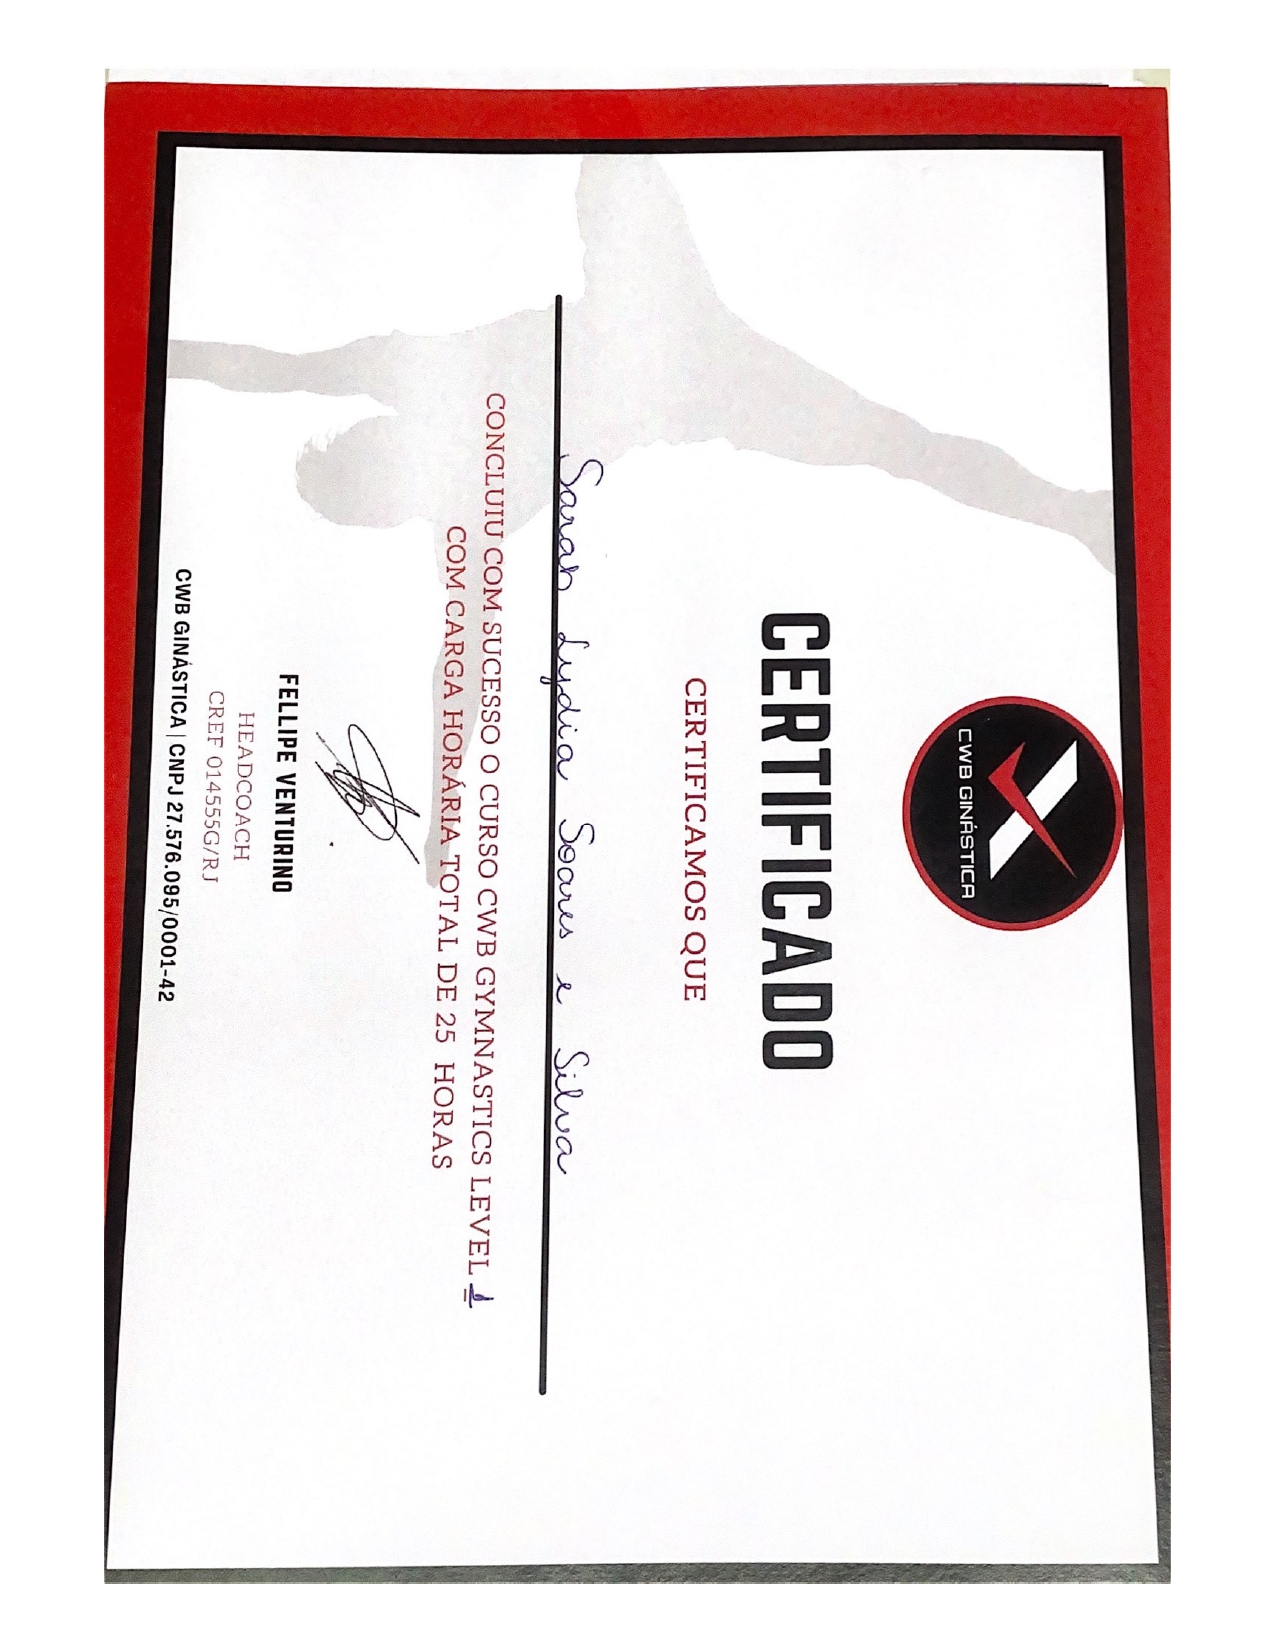 CWB GINÁSTICA
CERTIFICADO
CERTIFICAMOS QUE
Sarah Lydia Soares e Silva
CONCLUIU COM SUCESSO O CURSO CWB GYMNASTICS LEVEL 1
COM CARGA HORÁRIA TOTAL DE 25 HORAS
FELLIPE VENTURINO
HEADCOACH
CREF 014555G/RJ
CWB GINÁSTICA | CNPJ 27.576.095/0001-42